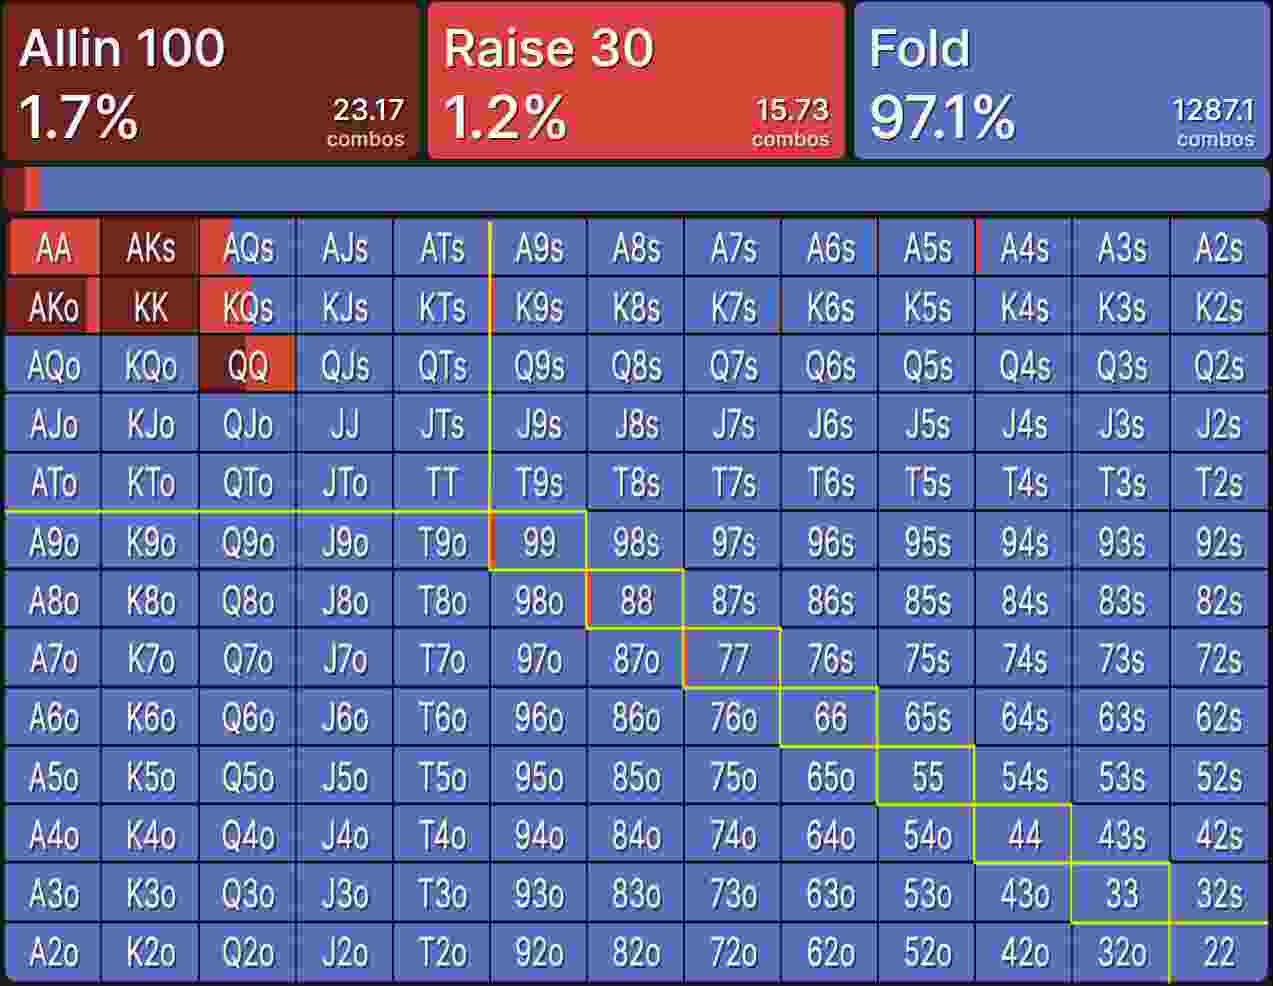 Allin 100 Raise 30 Fold
1.7% 23.17 combos 1.2% 15.73 combos 97.1% 1287.1 combos
AA AKs AQs AJs ATs A9s A8s A7s A6s A5s A4s A3s A2s
AKo KK KQs KJs KTs K9s K8s K7s K6s K5s K4s K3s K2s
AQo KQo QQ QJs QTs Q9s Q8s Q7s Q6s Q5s Q4s Q3s Q2s
AJo KJo QJo JJ JTs J9s J8s J7s J6s J5s J4s J3s J2s
ATo KTo QTo JTo TT T9s T8s T7s T6s T5s T4s T3s T2s
A9o K9o Q9o J9o T9o 99 98s 97s 96s 95s 94s 93s 92s
A8o K8o Q8o J8o T8o 98o 88 87s 86s 85s 84s 83s 82s
A7o K7o Q7o J7o T7o 97o 87o 77 76s 75s 74s 73s 72s
A6o K6o Q6o J6o T6o 96o 86o 76o 66 65s 64s 63s 62s
A5o K5o Q5o J5o T5o 95o 85o 75o 65o 55 54s 53s 52s
A4o K4o Q4o J4o T4o 94o 84o 74o 64o 54o 44 43s 42s
A3o K3o Q3o J3o T3o 93o 83o 73o 63o 53o 43o 33 32s
A2o K2o Q2o J2o T2o 92o 82o 72o 62o 52o 42o 32o 22